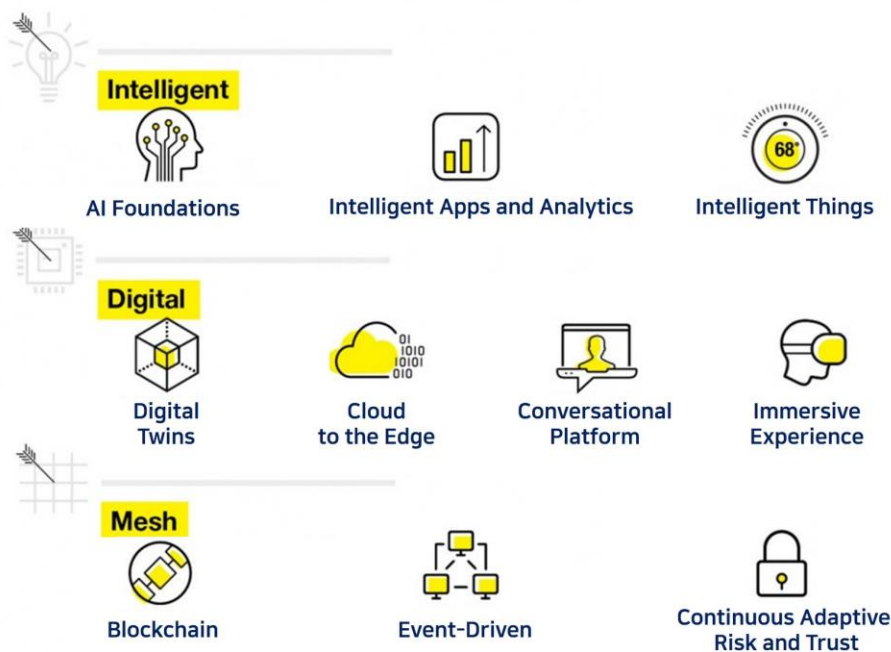 Intelligent
68°
AI Foundations
Intelligent Apps and Analytics
Intelligent Things
Digital
01
1010
10101
010
Digital
Twins
Cloud
to the Edge
Conversational
Platform
Immersive
Experience
Mesh
Blockchain
Event-Driven
Continuous Adaptive
Risk and Trust